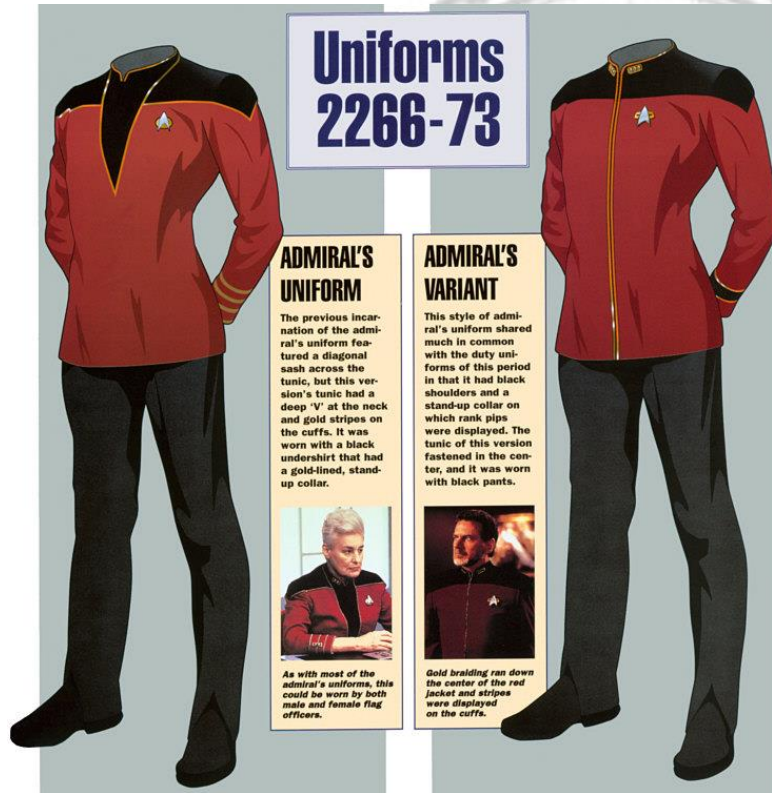 Uniforms
2266-73
ADMIRAL'S
UNIFORM
The previous incar-
nation of the admi-
ral's uniform fea-
tured a diagonal
sash across the
tunic, but this ver-
sion's tunic had a
deep 'V' at the neck
and gold stripes on
the cuffs. It was
worn with a black
undershirt that had
a gold-lined, stand-
up collar.
As with most of the
admiral's uniforms, this
could be worn by both
male and female flag
officers.
ADMIRAL'S
VARIANT
This style of admi-
ral's uniform shared
much in common
with the duty uni-
forms of this period
in that it had black
shoulders and a
stand-up collar on
which rank pips
were displayed. The
tunic of this version
fastened in the cen-
ter, and it was worn
with black pants.
Gold braiding ran down
the center of the red
jacket and stripes
were displayed
on the cuffs.